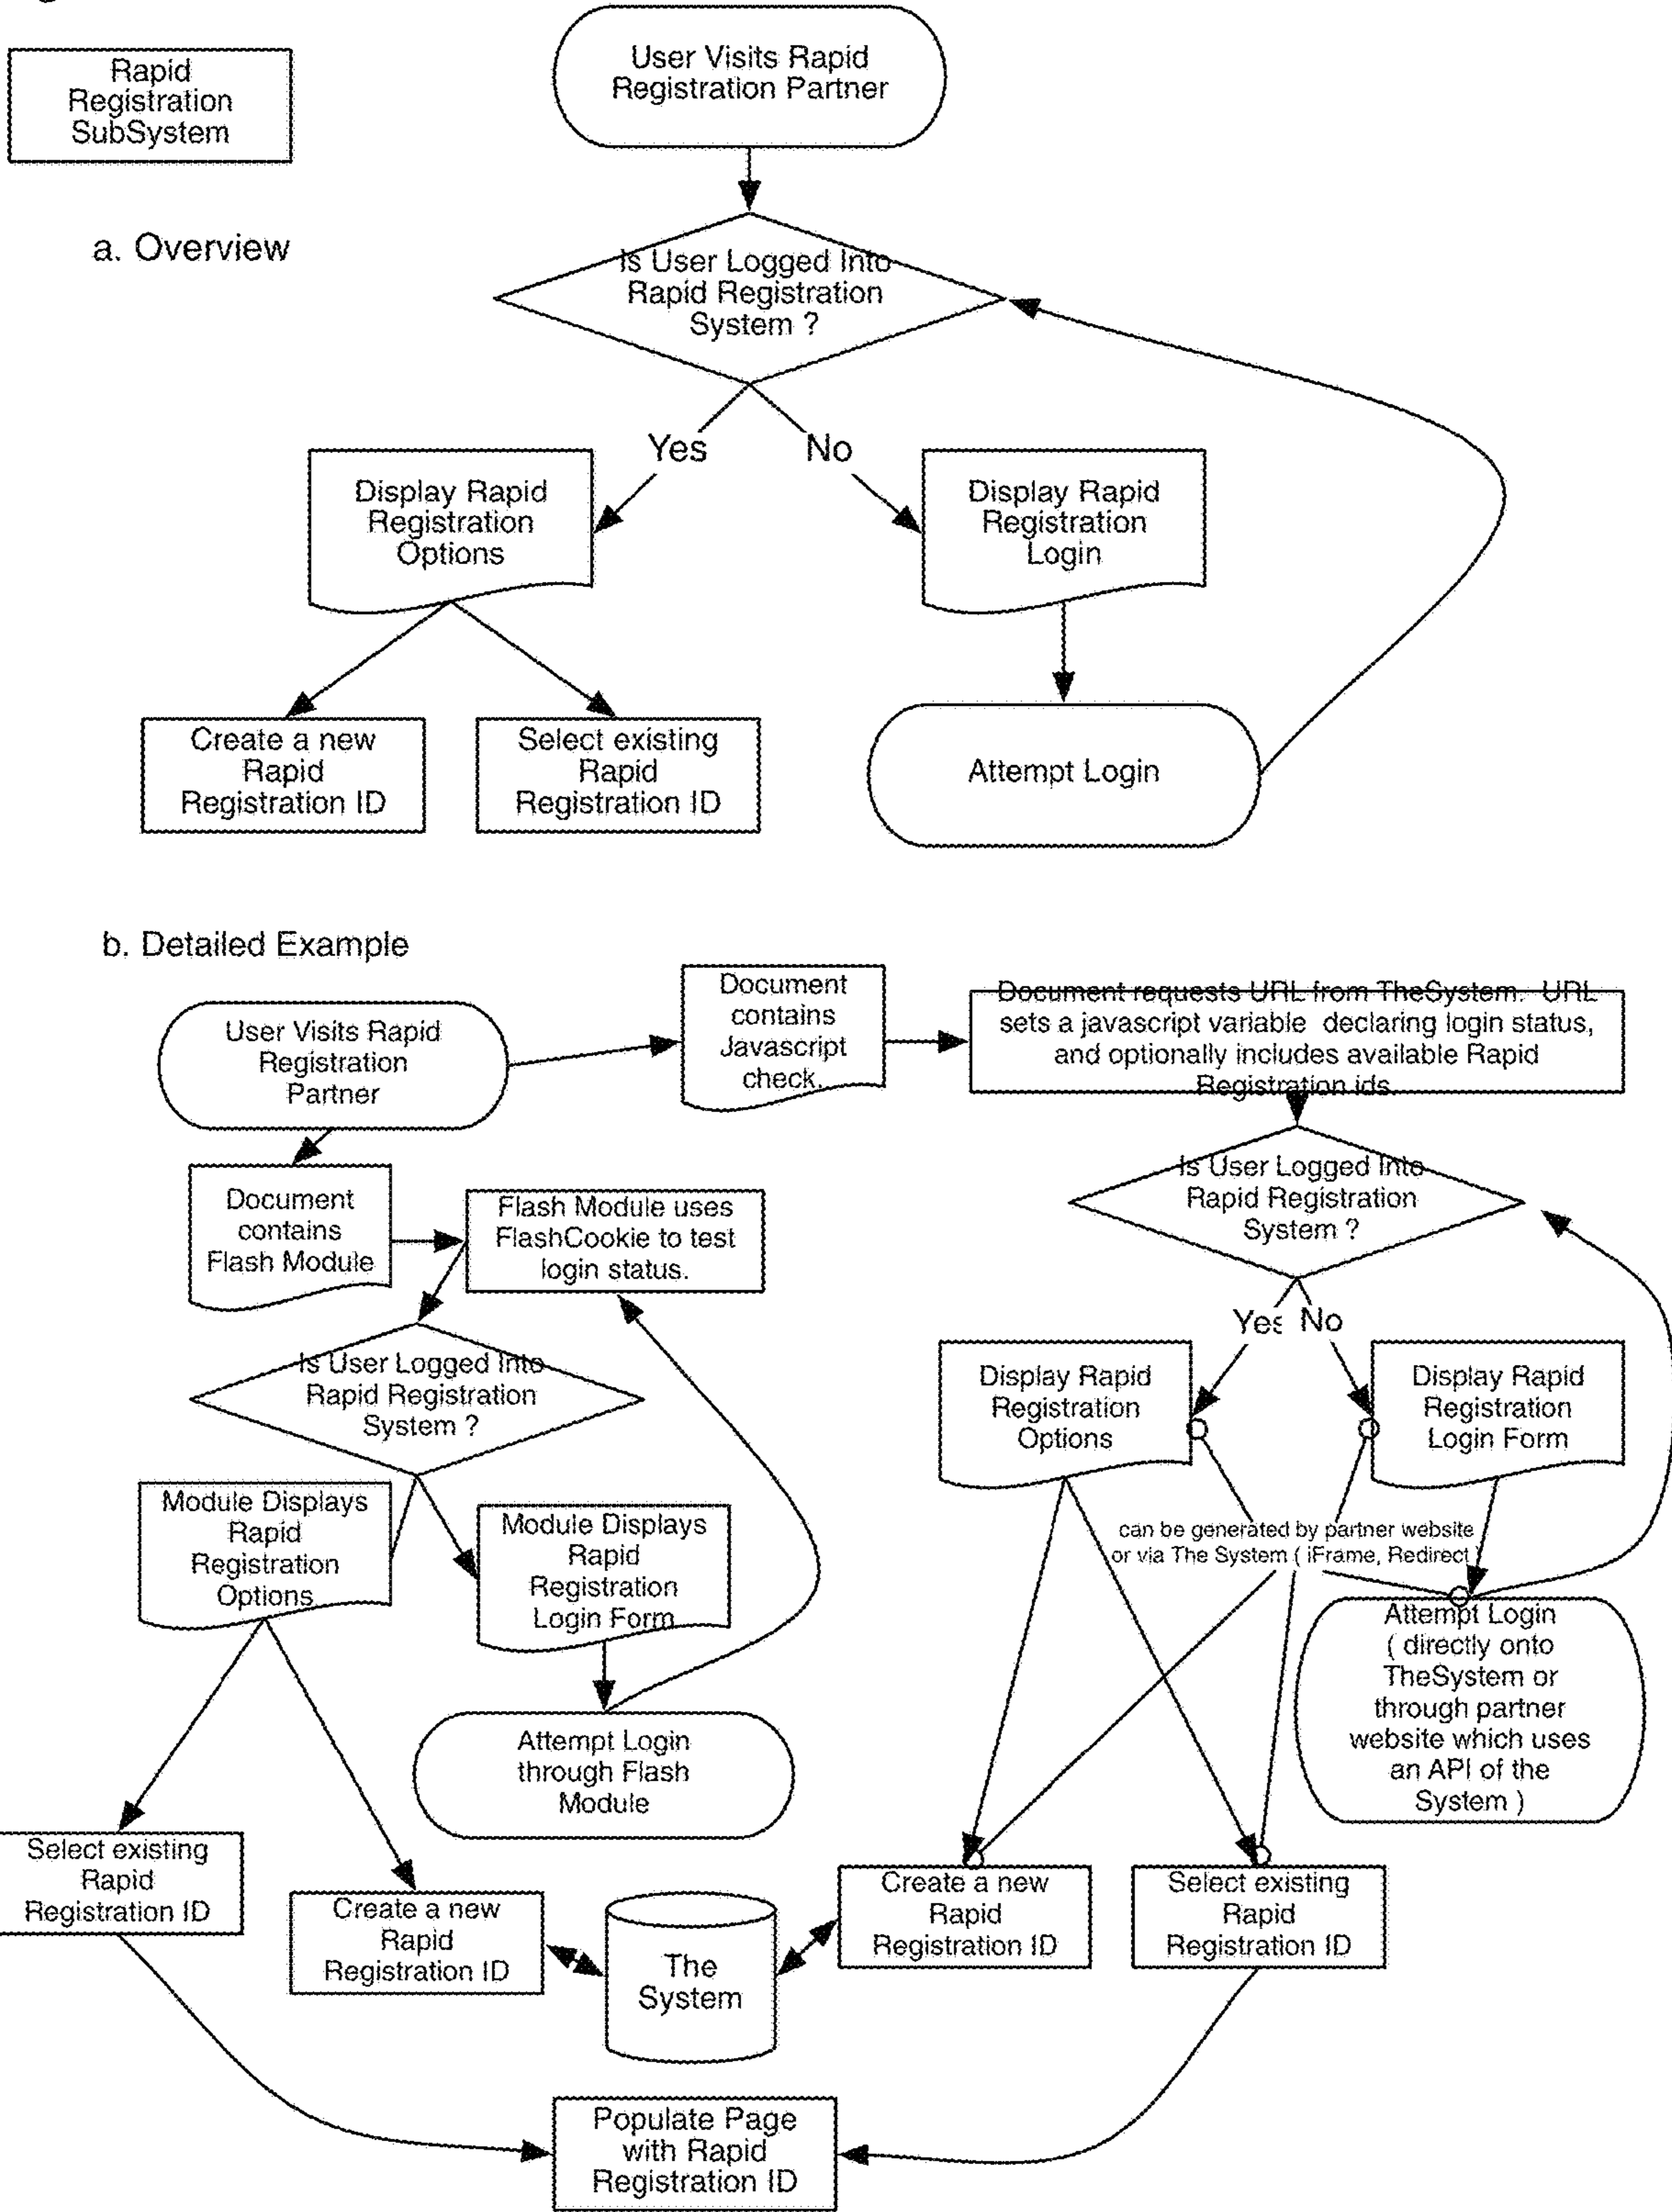 Rapid
Registration
SubSystem
User Visits Rapid
Registration Partner
a. Overview
Is User Logged Into
Rapid Registration
System ?
Yes
No
Display Rapid
Registration
Options
Display Rapid
Registration
Login
Create a new
Rapid
Registration ID
Select existing
Rapid
Registration ID
Attempt Login
b. Detailed Example
User Visits Rapid
Registration
Partner
Document
contains
Javascript
check.
Document requests URL from TheSystem. URL
sets a javascript variable declaring login status,
and optionally includes available Rapid
Registration ids.
Document
contains
Flash Module
Flash Module uses
FlashCookie to test
login status.
Is User Logged Into
Rapid Registration
System ?
Is User Logged Into
Rapid Registration
System ?
Yes
No
Display Rapid
Registration
Options
Display Rapid
Registration
Login Form
Module Displays
Rapid
Registration
Options
Module Displays
Rapid
Registration
Login Form
can be generated by partner website
or via The System ( iFrame, Redirect
Attempt Login
( directly onto
TheSystem or
through partner
website which uses
an API of the
System )
Attempt Login
through Flash
Module
Select existing
Rapid
Registration ID
Create a new
Rapid
Registration ID
The
System
Create a new
Rapid
Registration ID
Select existing
Rapid
Registration ID
Populate Page
with Rapid
Registration ID